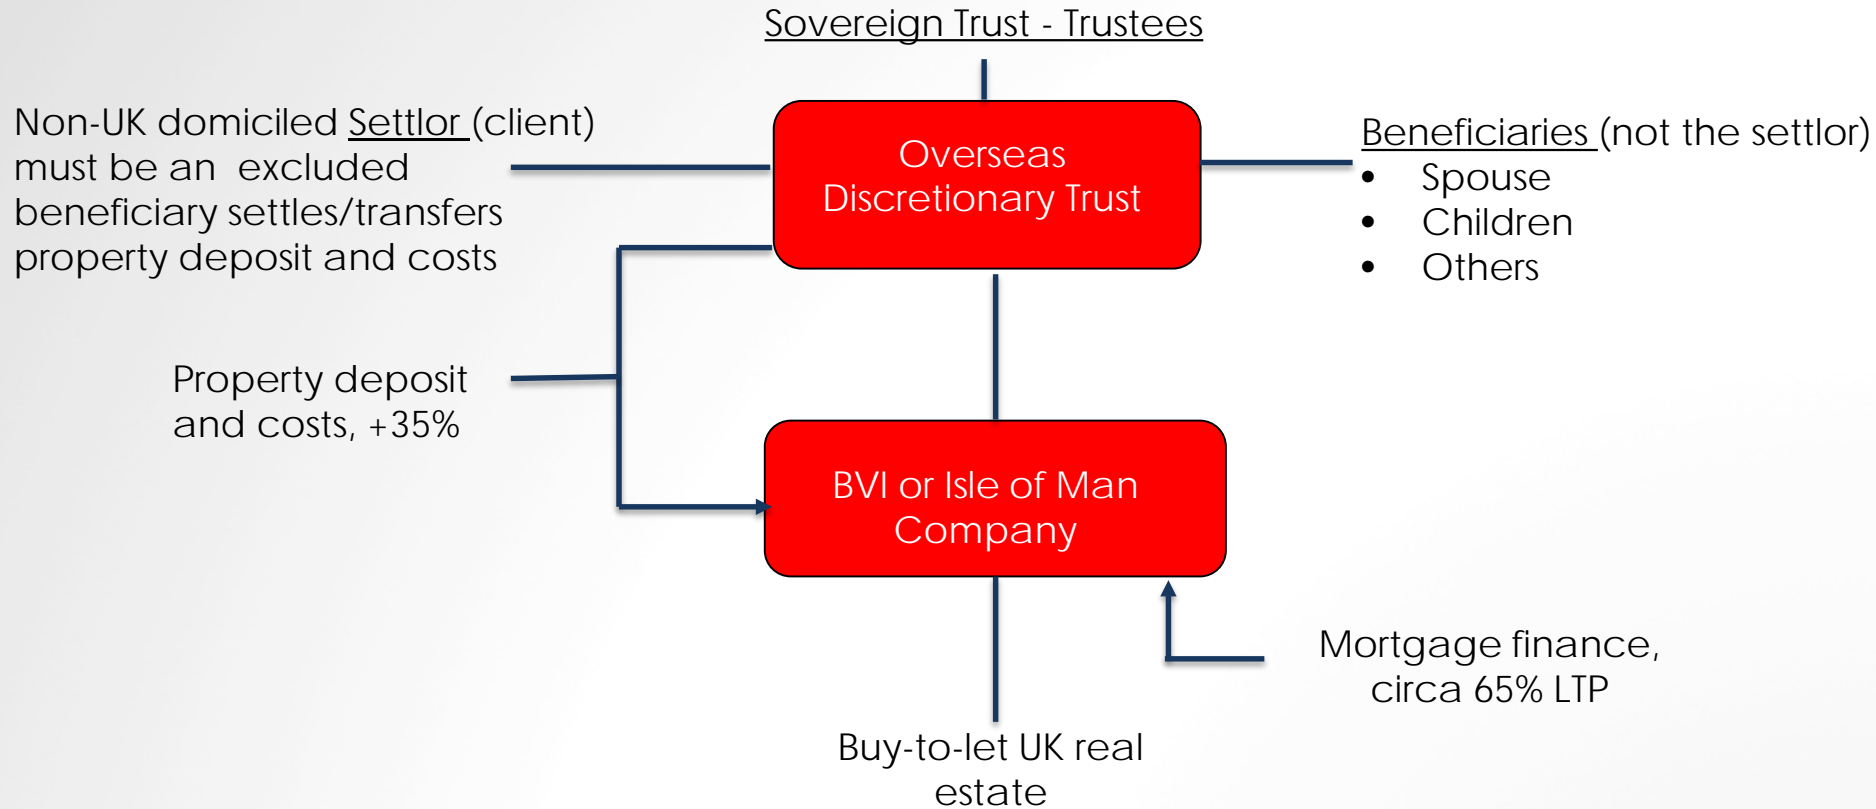 Sovereign Trust - Trustees
Non-UK domiciled Settlor (client)
must be an excluded
beneficiary settles/transfers
property deposit and costs
Overseas
Discretionary Trust
Beneficiaries (not the settlor)
• Spouse
• Children
• Others
Property deposit
and costs, +35%
BVI or Isle of Man
Company
Mortgage finance,
circa 65% LTP
Buy-to-let UK real
estate